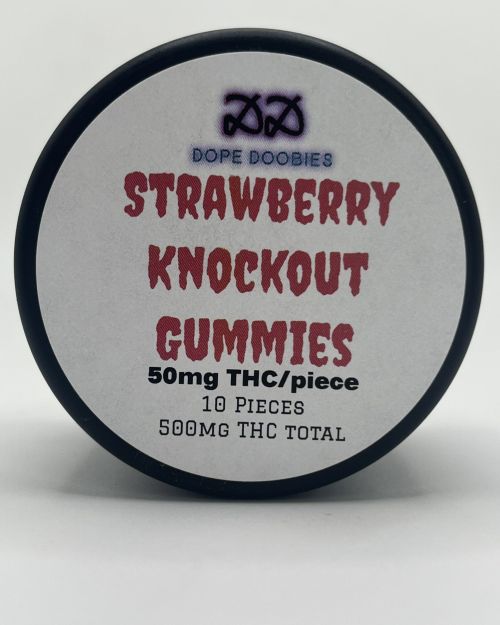 DD
DOPE DOOBIES
STRAWBERRY
KNOCKOUT
GUMMIES
50mg THC/piece
10 Pieces
500mg THC total